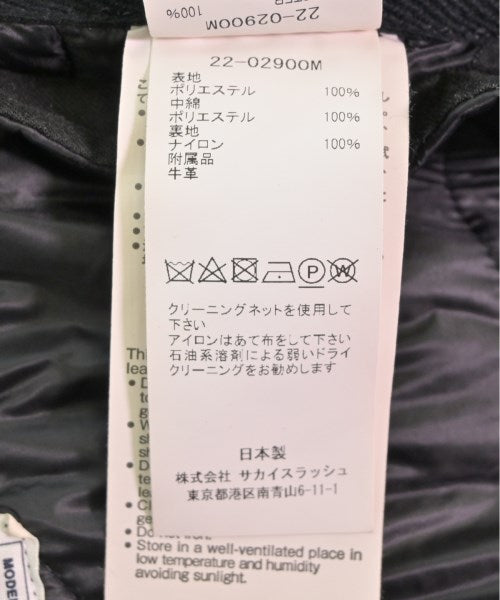 22-02900M
100%
22-02900M
表地
ポリエステル 100%
中綿
ポリエステル 100%
裏地
ナイロン 100%
附属品
牛革
P W
クリーニングネットを使用して
下さい
アイロンはあて布をして下さい
石油系溶剤による弱いドライ
クリーニングをお勧めします
日本製
株式会社 サカイスラッシュ
東京都港区南青山6-11-1
Thi
lea
• Store in a well-ventilated place in
low temperature and humidity
avoiding sunlight.
MODE